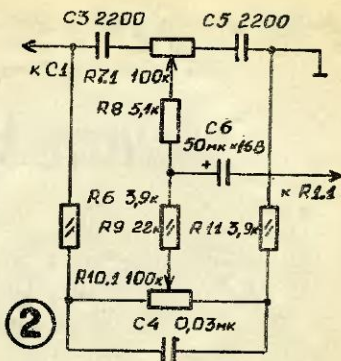 C3 2200
C5 2200
к C1
R7.1 100к
R8 5,1к
C6
50мк×16В
+
к R1.1
R6 3,9к
R9 22к
R11 3,9к
R10.1 100к
C4 0,03мк
2